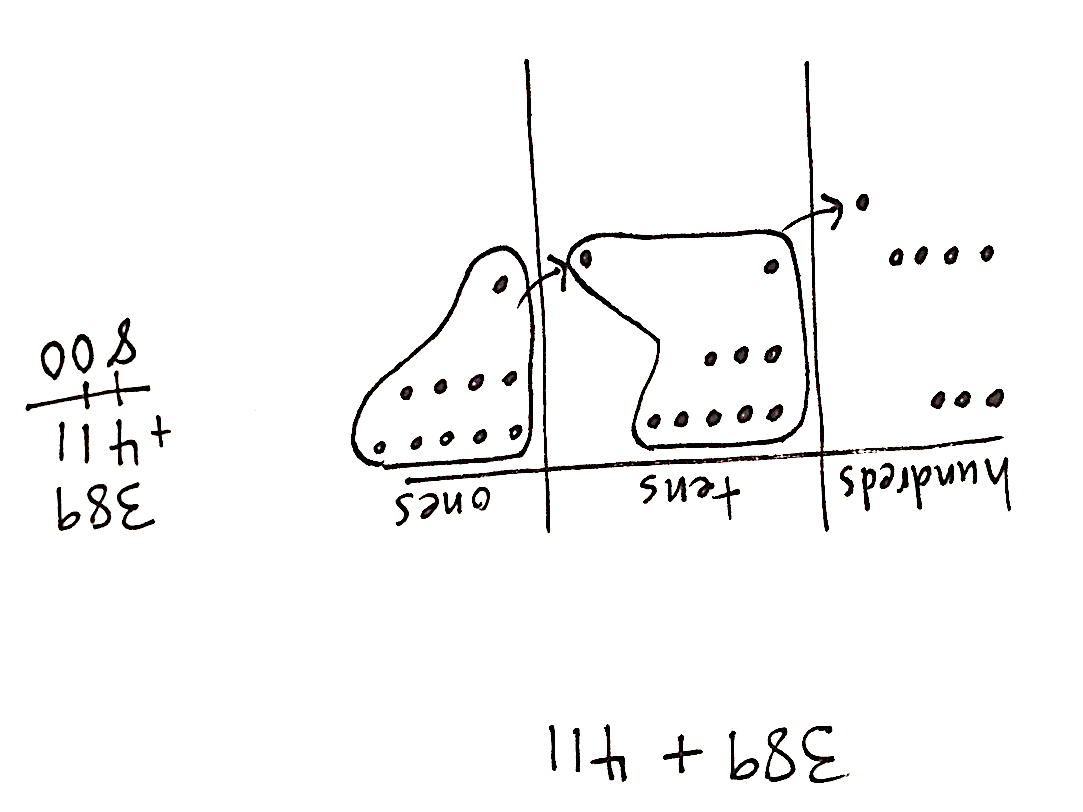 389 + 411
hundreds tens ones
389
+ 411
800